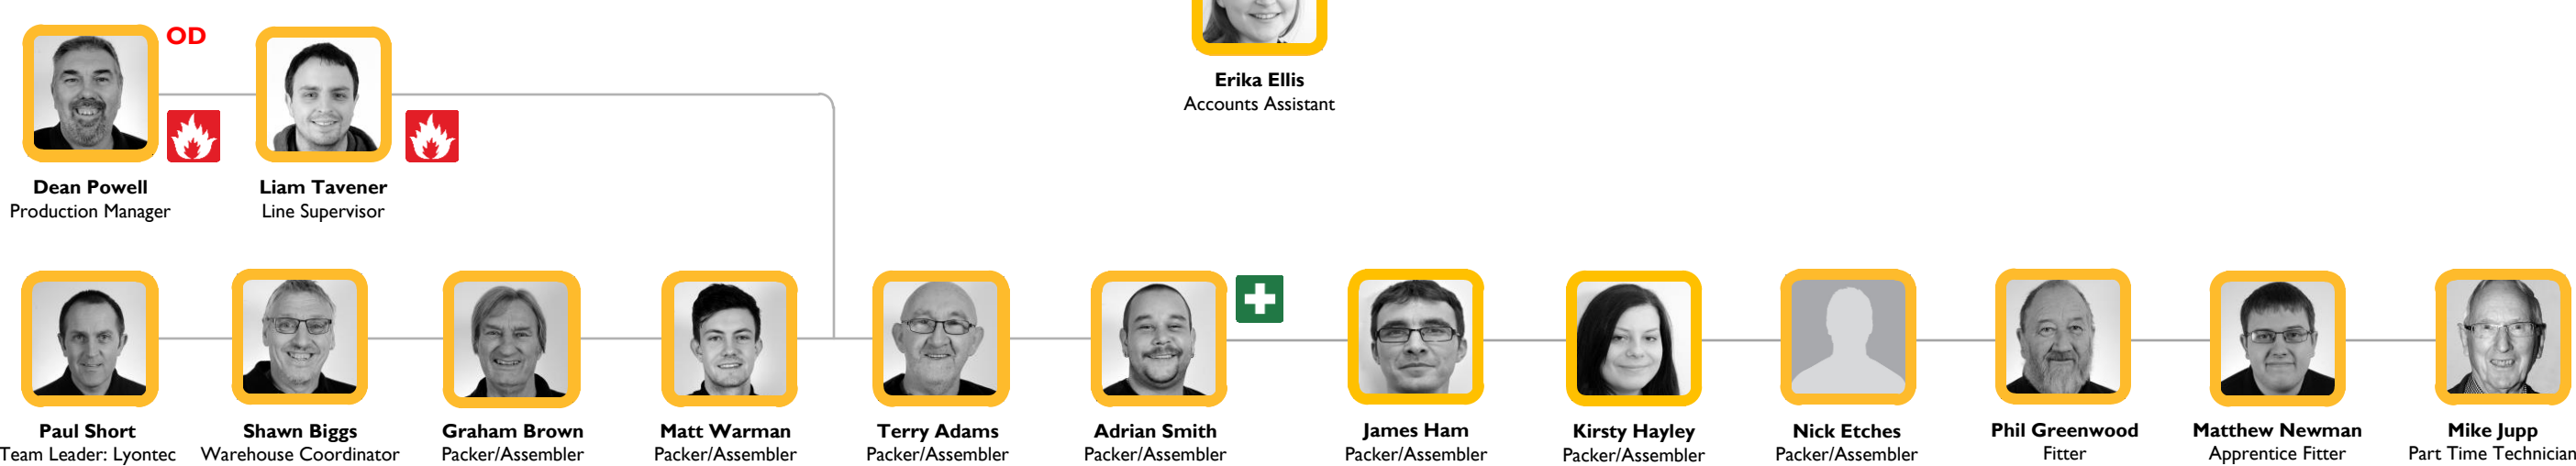 OD
Erika Ellis
Accounts Assistant
Dean Powell
Production Manager
Liam Tavener
Line Supervisor
Paul Short
Team Leader: Lyontec
Shawn Biggs
Warehouse Coordinator
Graham Brown
Packer/Assembler
Matt Warman
Packer/Assembler
Terry Adams
Packer/Assembler
Adrian Smith
Packer/Assembler
James Ham
Packer/Assembler
Kirsty Hayley
Packer/Assembler
Nick Etches
Packer/Assembler
Phil Greenwood
Fitter
Matthew Newman
Apprentice Fitter
Mike Jupp
Part Time Technician